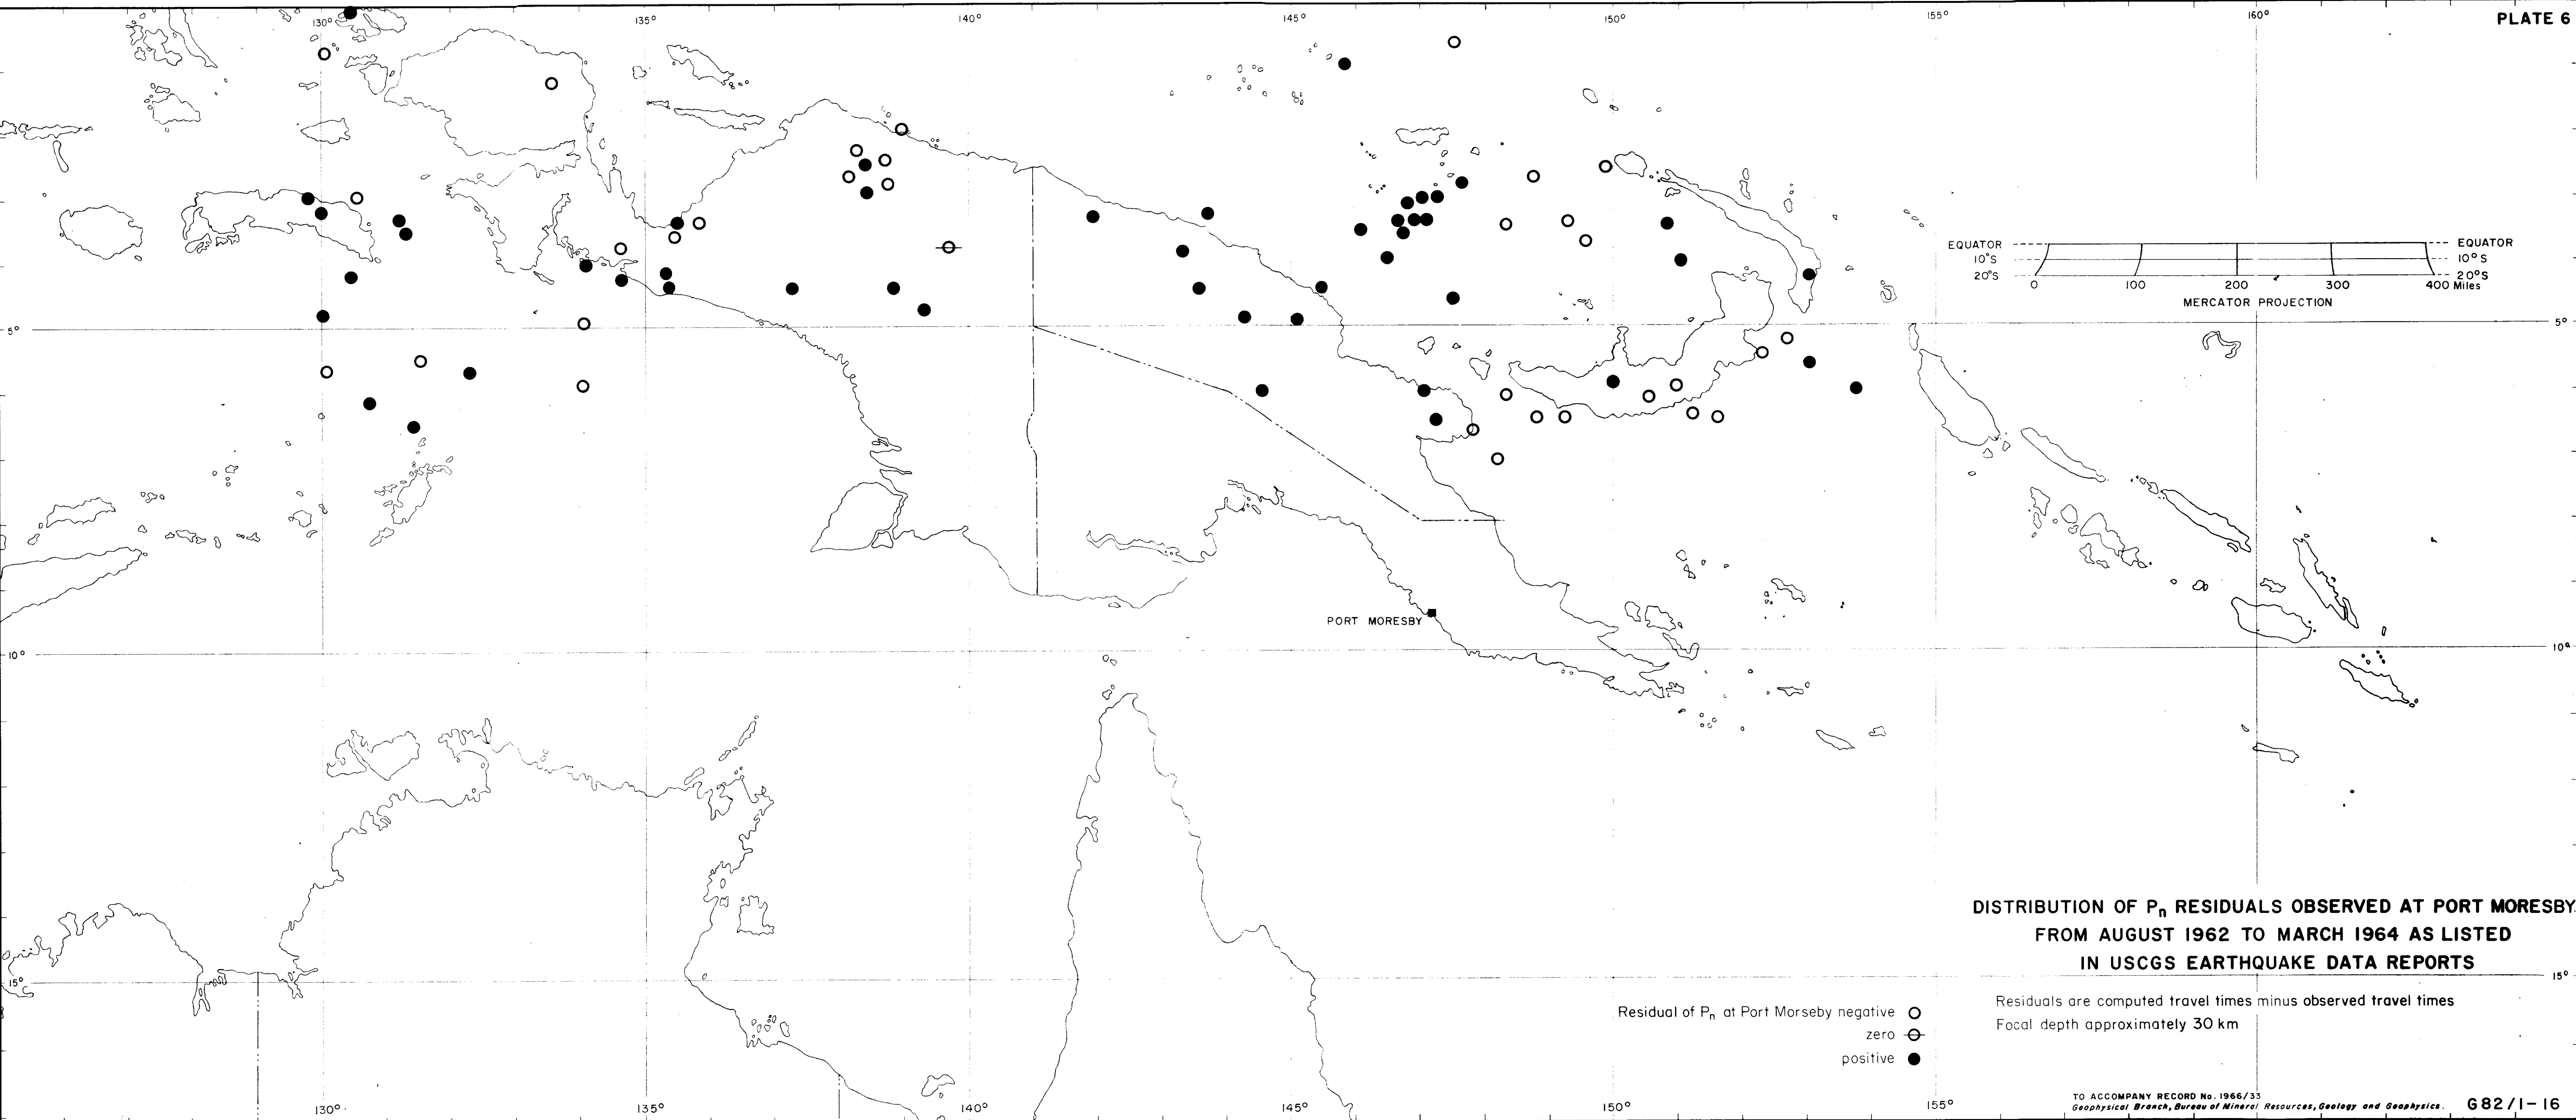 130° 135° 140° 145° 150° 155° 160° PLATE 6
EQUATOR EQUATOR
10°S 10°S
20°S 20°S
0 100 200 300 400 Miles
MERCATOR PROJECTION
5° 5°
PORT MORESBY
10° 10°
DISTRIBUTION OF Pn RESIDUALS OBSERVED AT PORT MORESBY
FROM AUGUST 1962 TO MARCH 1964 AS LISTED
IN USCGS EARTHQUAKE DATA REPORTS
15° 15°
Residuals are computed travel times minus observed travel times
Focal depth approximately 30 km
Residual of Pn at Port Morseby negative
zero
positive
TO ACCOMPANY RECORD No. 1966/33
Geophysical Branch, Bureau of Mineral Resources, Geology and Geophysics. G82/1-16
130° 135° 140° 145° 150° 155°